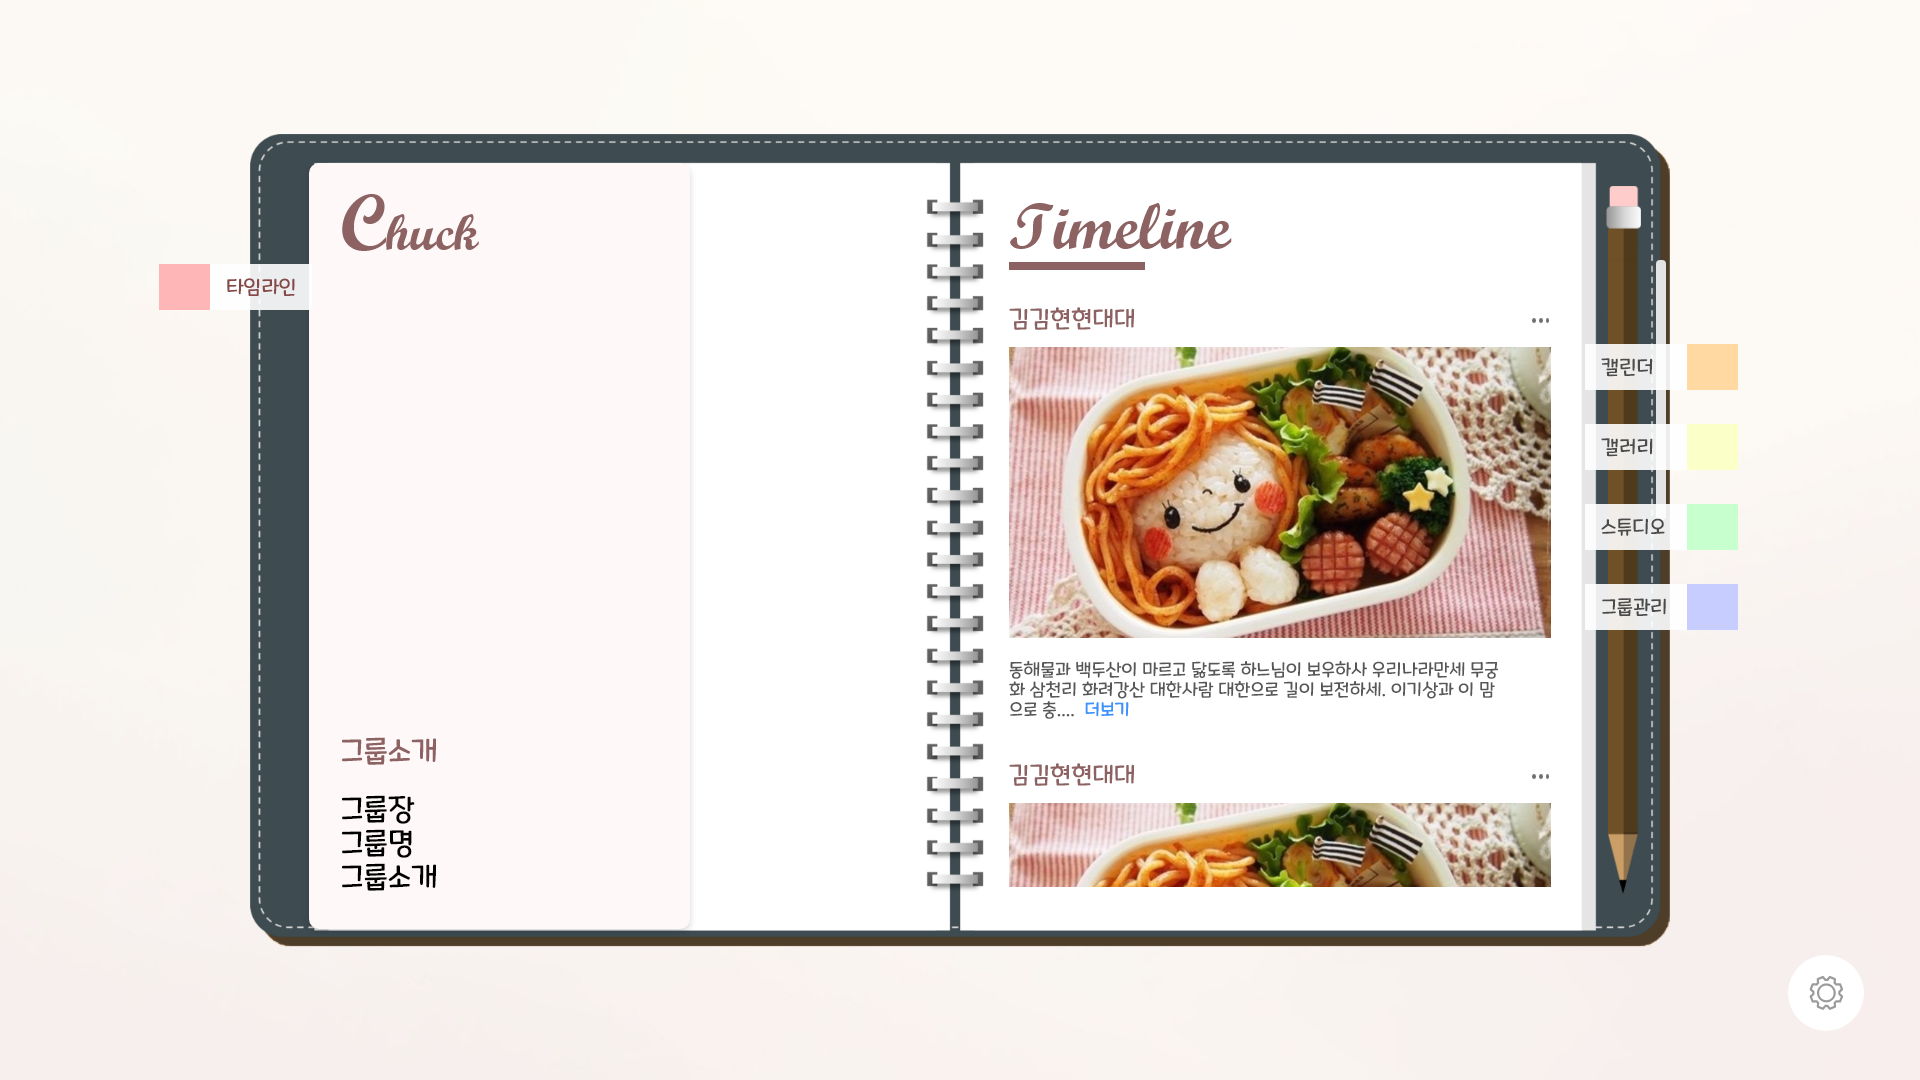 Chuck
타임라인
그룹소개
그룹장
그룹명
그룹소개
Timeline
김김현현대대
동해물과 백두산이 마르고 닳도록 하느님이 보우하사 우리나라만세 무궁
화 삼천리 화려강산 대한사람 대한으로 길이 보전하세. 이기상과 이 맘
으로 충.... 더보기
김김현현대대
캘린더
갤러리
스튜디오
그룹관리